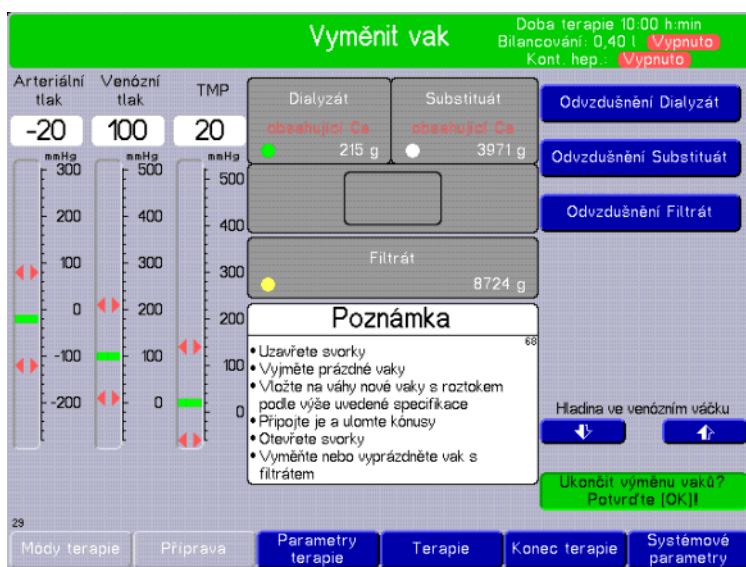 Vyměnit vak
Doba terapie 10:00 h:min
Bilancování: 0,40 l Vypnuto
Kont. hep.: Vypnuto
Arteriální tlak
Venózní tlak
TMP
-20
100
20
mmHg
mmHg
mmHg
300
200
100
0
-100
-200
500
400
300
200
100
0
500
400
300
200
100
0
Dialyzát
obsahující Ca
215 g
Substituát
obsahující Ca
3971 g
Filtrát
8724 g
Poznámka
68
• Uzavřete svorky
• Vyjměte prázdné vaky
• Vložte na váhy nové vaky s roztokem
podle výše uvedené specifikace
• Připojte je a ulomte kónusy
• Otevřete svorky
• Vyměňte nebo vyprázdněte vak s
filtrátem
Odvzdušnění Dialyzát
Odvzdušnění Substituát
Odvzdušnění Filtrát
Hladina ve venózním váčku
Ukončit výměnu vaků?
Potvrďte [OK]!
29
Módy terapie
Příprava
Parametry
terapie
Terapie
Konec terapie
Systémové
parametry